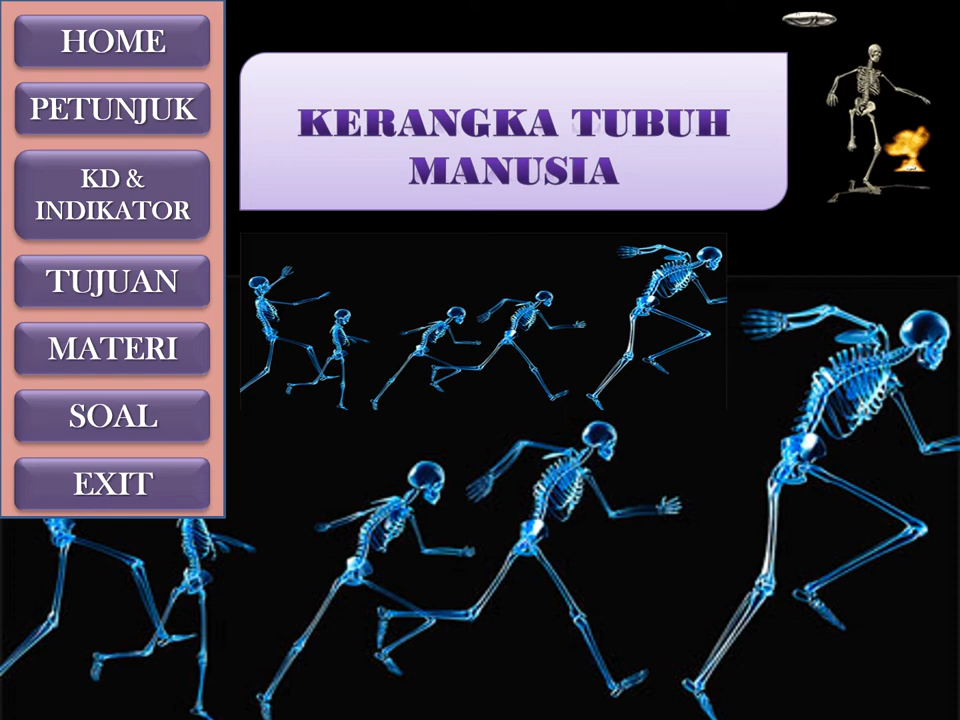 HOME
PETUNJUK
KD &
INDIKATOR
TUJUAN
MATERI
SOAL
EXIT
KERANGKA TUBUH
MANUSIA